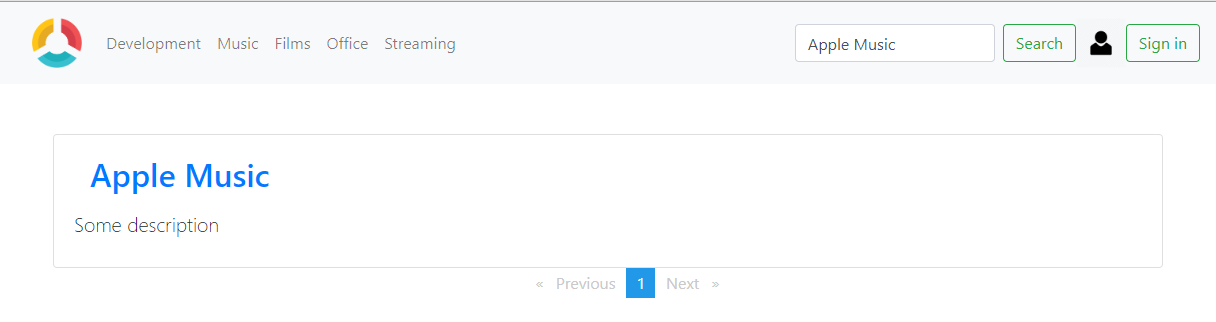 Development Music Films Office Streaming Apple Music Search Sign in
Apple Music
Some description
« Previous 1 Next »